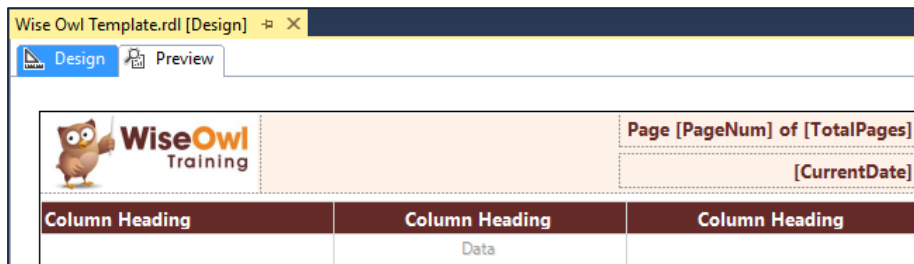 Wise Owl Template.rdl [Design]
Design Preview
WiseOwl
Training
Page [PageNum] of [TotalPages]
[CurrentDate]
Column Heading Column Heading Column Heading
Data